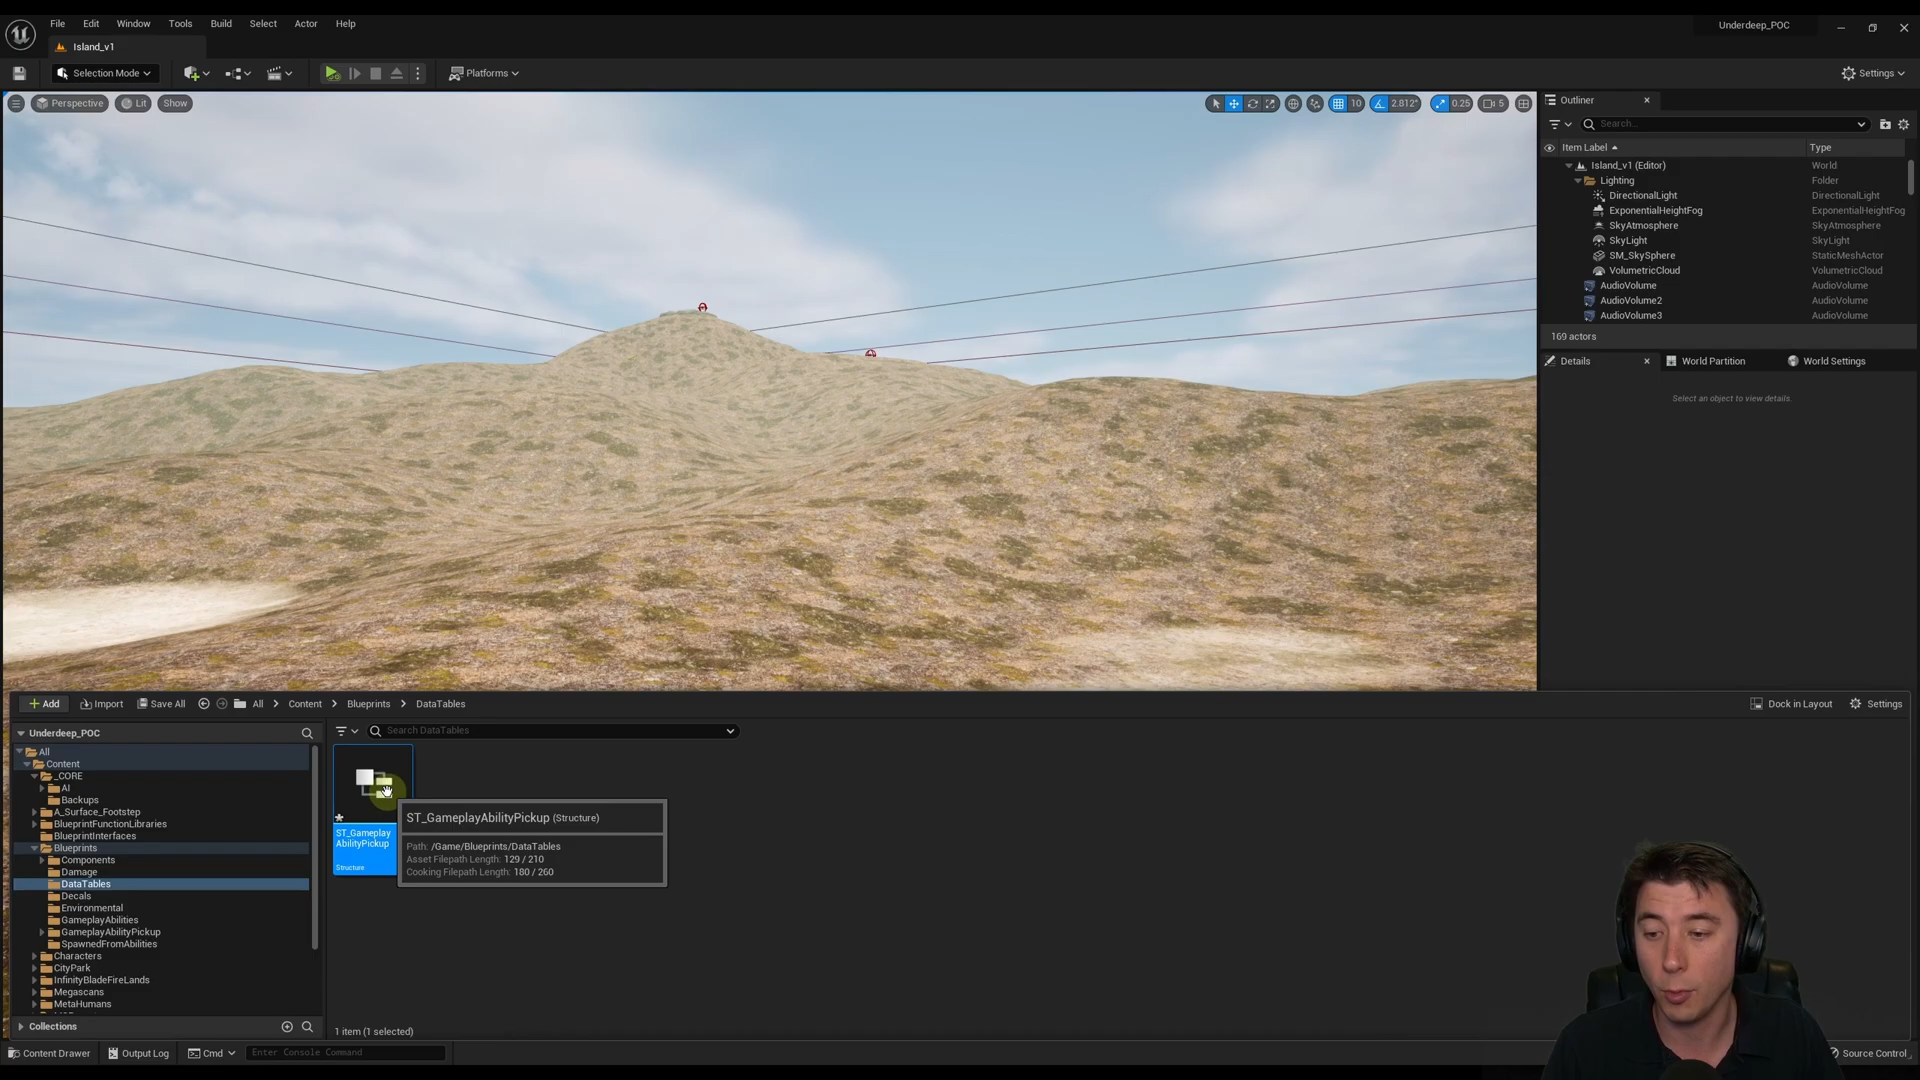 File Edit Window Tools Build Select Actor Help
Underdeep_POC
Island_v1
Selection Mode
Platforms
Settings
Perspective
Lit
Show
10
2.812°
0.25
5
Outliner
Search...
Item Label
Type
Island_v1 (Editor) World
Lighting Folder
DirectionalLight DirectionalLight
ExponentialHeightFog ExponentialHeightFog
SkyAtmosphere SkyAtmosphere
SkyLight SkyLight
SM_SkySphere StaticMeshActor
VolumetricCloud VolumetricCloud
AudioVolume AudioVolume
AudioVolume2 AudioVolume
AudioVolume3 AudioVolume
169 actors
Details
World Partition
World Settings
Select an object to view details.
Add
Import
Save All
All
Content
Blueprints
DataTables
Dock in Layout
Settings
Underdeep_POC
Search DataTables
All
Content
_CORE
AI
Backups
A_Surface_Footstep
BlueprintFunctionLibraries
BlueprintInterfaces
Blueprints
Components
Damage
DataTables
Decals
Environmental
GameplayAbilities
GameplayAbilityPickup
SpawnedFromAbilities
Characters
CityPark
InfinityBladeFireLands
Megascans
MetaHumans
Collections
ST_Gameplay
AbilityPickup
Structure
ST_GameplayAbilityPickup (Structure)
Path: /Game/Blueprints/DataTables
Asset Filepath Length: 129 / 210
Cooking Filepath Length: 180 / 260
1 item (1 selected)
Content Drawer
Output Log
Cmd
Enter Console Command
Source Control